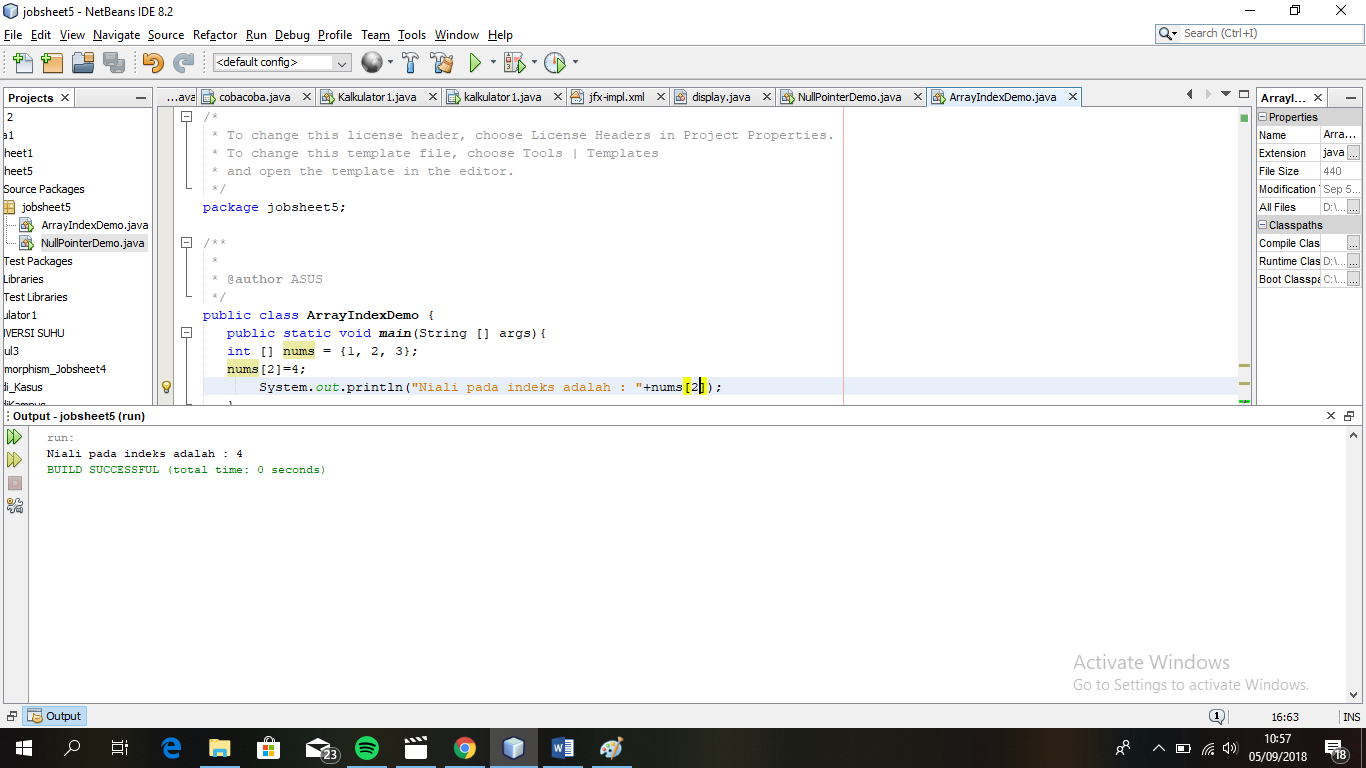 jobsheet5 - NetBeans IDE 8.2
File Edit View Navigate Source Refactor Run Debug Profile Team Tools Window Help
Search (Ctrl+I)
<default config>
Projects
2
a1
heet1
heet5
Source Packages
jobsheet5
ArrayIndexDemo.java
NullPointerDemo.java
Test Packages
Libraries
Test Libraries
ulator1
IVERSI SUHU
ul3
morphism_Jobsheet4
di_Kasus
...ava cobacoba.java Kalkulator1.java kalkulator1.java jfx-impl.xml display.java NullPointerDemo.java ArrayIndexDemo.java
/*
* To change this license header, choose License Headers in Project Properties.
* To change this template file, choose Tools | Templates
* and open the template in the editor.
*/
package jobsheet5;
/**
*
* @author ASUS
*/
public class ArrayIndexDemo {
public static void main(String [] args){
int [] nums = {1, 2, 3};
nums[2]=4;
System.out.println("Niali pada indeks adalah : "+nums[2]);
}
ArrayI...
Properties
Name Arra...
Extension java ...
File Size 440
Modification Sep 5...
All Files D:\... ...
Classpaths
Compile Clas ...
Runtime Clas D:\... ...
Boot Classpa C:\... ...
Output - jobsheet5 (run)
run:
Niali pada indeks adalah : 4
BUILD SUCCESSFUL (total time: 0 seconds)
Activate Windows
Go to Settings to activate Windows.
Output
1
16:63
INS
23
10:57
05/09/2018
18